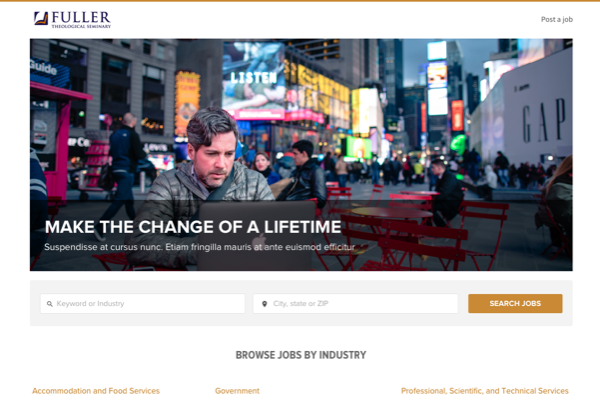 FULLER
THEOLOGICAL SEMINARY
Post a job
Guide
LISTEN
GAP
MAKE THE CHANGE OF A LIFETIME
Suspendisse at cursus nunc. Etiam fringilla mauris at ante euismod efficitur
Keyword or Industry
City, state or ZIP
SEARCH JOBS
BROWSE JOBS BY INDUSTRY
Accommodation and Food Services
Government
Professional, Scientific, and Technical Services